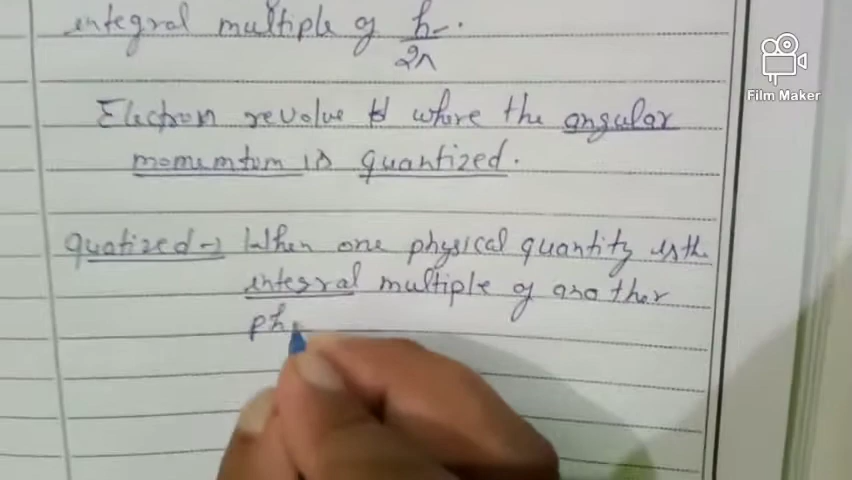 integral multiple of h/2π.
Film Maker
Electron revolve where the angular
momentum is quantized.
quatized → When one physical quantity is the
integral multiple of another
ph